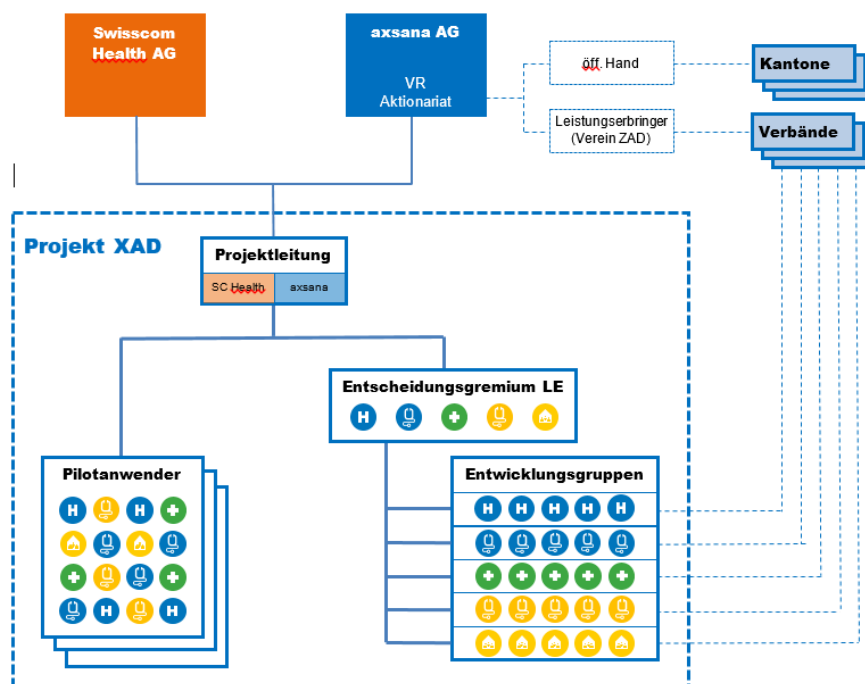 Swisscom
Health AG
axsana AG
VR
Aktionariat
öff. Hand
Kantone
Leistungserbringer
(Verein ZAD)
Verbände
Projekt XAD
Projektleitung
SC Health
axsana
Entscheidungsgremium LE
H
Pilotanwender
H H
H H
Entwicklungsgruppen
H H H H H